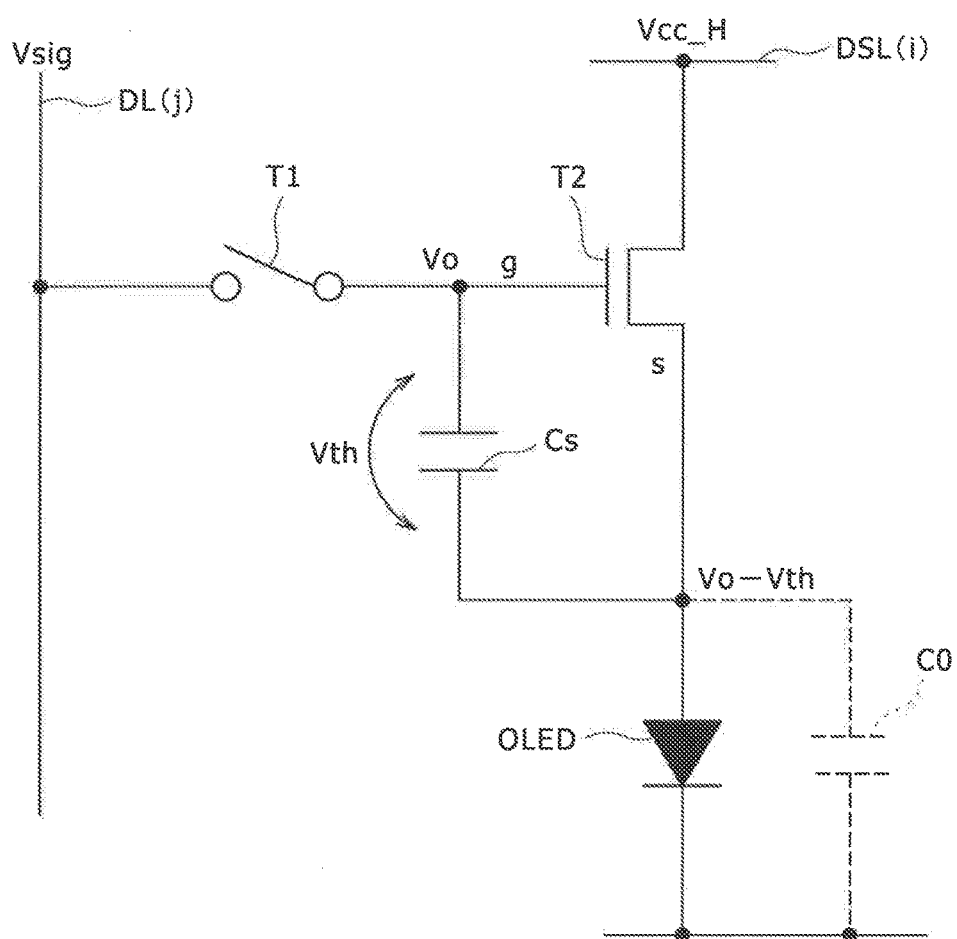 Vcc_H
Vsig
DSL(i)
DL(j)
T1
T2
Vo
g
s
Vth
Cs
Vo－Vth
C0
OLED